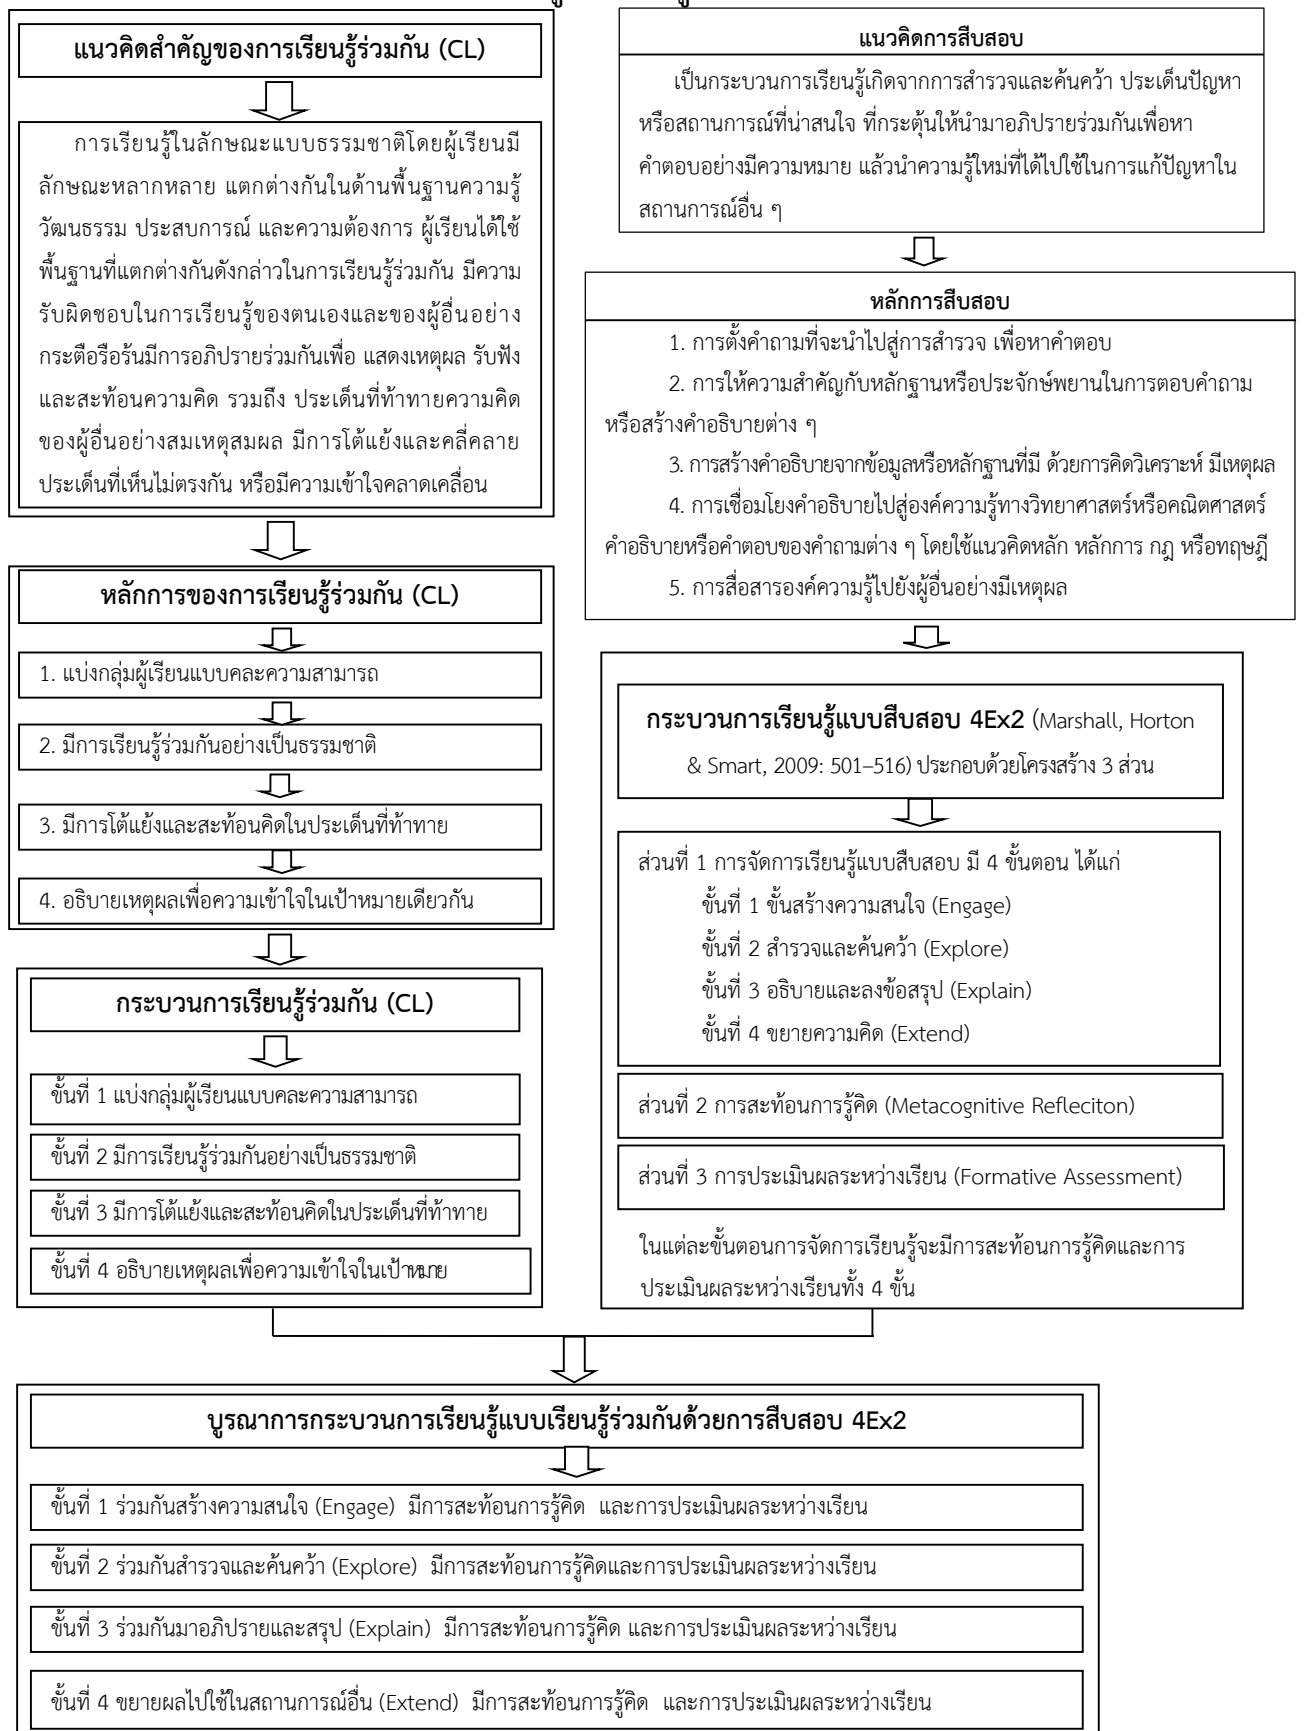 แนวคิดสำคัญของการเรียนรู้ร่วมกัน (CL)
การเรียนรู้ในลักษณะแบบธรรมชาติโดยผู้เรียนมี
ลักษณะหลากหลาย แตกต่างกันในด้านพื้นฐานความรู้
วัฒนธรรม ประสบการณ์ และความต้องการ ผู้เรียนได้ใช้
พื้นฐานที่แตกต่างกันดังกล่าวในการเรียนรู้ร่วมกัน มีความ
รับผิดชอบในการเรียนรู้ของตนเองและของผู้อื่นอย่าง
กระตือรือร้นมีการอภิปรายร่วมกันเพื่อ แสดงเหตุผล รับฟัง
และสะท้อนความคิด รวมถึง ประเด็นที่ท้าทายความคิด
ของผู้อื่นอย่างสมเหตุสมผล มีการโต้แย้งและคลี่คลาย
ประเด็นที่เห็นไม่ตรงกัน หรือมีความเข้าใจคลาดเคลื่อน
หลักการของการเรียนรู้ร่วมกัน (CL)
1. แบ่งกลุ่มผู้เรียนแบบคละความสามารถ
2. มีการเรียนรู้ร่วมกันอย่างเป็นธรรมชาติ
3. มีการโต้แย้งและสะท้อนคิดในประเด็นที่ท้าทาย
4. อธิบายเหตุผลเพื่อความเข้าใจในเป้าหมายเดียวกัน
กระบวนการเรียนรู้ร่วมกัน (CL)
ขั้นที่ 1 แบ่งกลุ่มผู้เรียนแบบคละความสามารถ
ขั้นที่ 2 มีการเรียนรู้ร่วมกันอย่างเป็นธรรมชาติ
ขั้นที่ 3 มีการโต้แย้งและสะท้อนคิดในประเด็นที่ท้าทาย
ขั้นที่ 4 อธิบายเหตุผลเพื่อความเข้าใจในเป้าหมาย
แนวคิดการสืบสอบ
เป็นกระบวนการเรียนรู้เกิดจากการสำรวจและค้นคว้า ประเด็นปัญหา
หรือสถานการณ์ที่น่าสนใจ ที่กระตุ้นให้นำมาอภิปรายร่วมกันเพื่อหา
คำตอบอย่างมีความหมาย แล้วนำความรู้ใหม่ที่ได้ไปใช้ในการแก้ปัญหาใน
สถานการณ์อื่น ๆ
หลักการสืบสอบ
1. การตั้งคำถามที่จะนำไปสู่การสำรวจ เพื่อหาคำตอบ
2. การให้ความสำคัญกับหลักฐานหรือประจักษ์พยานในการตอบคำถาม
หรือสร้างคำอธิบายต่าง ๆ
3. การสร้างคำอธิบายจากข้อมูลหรือหลักฐานที่มี ด้วยการคิดวิเคราะห์ มีเหตุผล
4. การเชื่อมโยงคำอธิบายไปสู่องค์ความรู้ทางวิทยาศาสตร์หรือคณิตศาสตร์
คำอธิบายหรือคำตอบของคำถามต่าง ๆ โดยใช้แนวคิดหลัก หลักการ กฎ หรือทฤษฎี
5. การสื่อสารองค์ความรู้ไปยังผู้อื่นอย่างมีเหตุผล
กระบวนการเรียนรู้แบบสืบสอบ 4Ex2 (Marshall, Horton
& Smart, 2009: 501–516) ประกอบด้วยโครงสร้าง 3 ส่วน
ส่วนที่ 1 การจัดการเรียนรู้แบบสืบสอบ มี 4 ขั้นตอน ได้แก่
ขั้นที่ 1 ขั้นสร้างความสนใจ (Engage)
ขั้นที่ 2 สำรวจและค้นคว้า (Explore)
ขั้นที่ 3 อธิบายและลงข้อสรุป (Explain)
ขั้นที่ 4 ขยายความคิด (Extend)
ส่วนที่ 2 การสะท้อนการรู้คิด (Metacognitive Refleciton)
ส่วนที่ 3 การประเมินผลระหว่างเรียน (Formative Assessment)
ในแต่ละขั้นตอนการจัดการเรียนรู้จะมีการสะท้อนการรู้คิดและการ
ประเมินผลระหว่างเรียนทั้ง 4 ขั้น
บูรณาการกระบวนการเรียนรู้แบบเรียนรู้ร่วมกันด้วยการสืบสอบ 4Ex2
ขั้นที่ 1 ร่วมกันสร้างความสนใจ (Engage) มีการสะท้อนการรู้คิด และการประเมินผลระหว่างเรียน
ขั้นที่ 2 ร่วมกันสำรวจและค้นคว้า (Explore) มีการสะท้อนการรู้คิดและการประเมินผลระหว่างเรียน
ขั้นที่ 3 ร่วมกันมาอภิปรายและสรุป (Explain) มีการสะท้อนการรู้คิด และการประเมินผลระหว่างเรียน
ขั้นที่ 4 ขยายผลไปใช้ในสถานการณ์อื่น (Extend) มีการสะท้อนการรู้คิด และการประเมินผลระหว่างเรียน